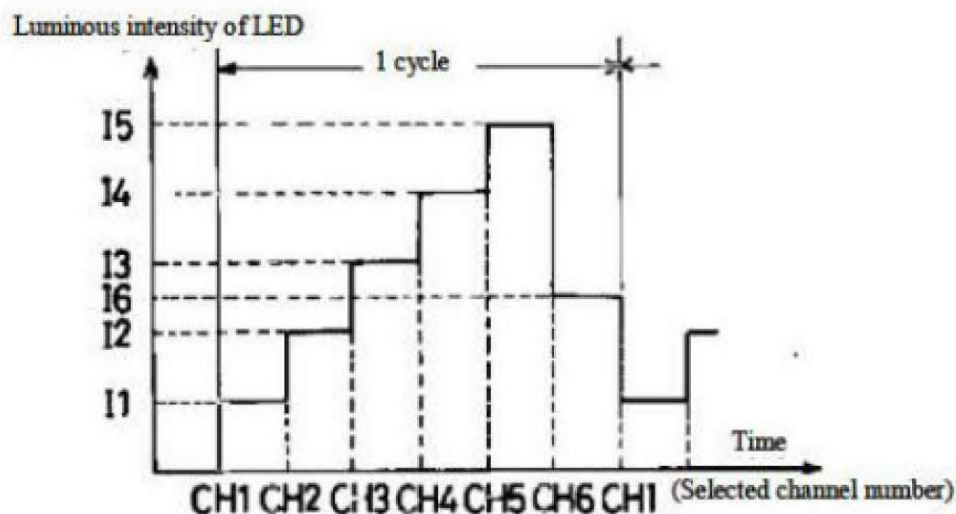 Luminous intensity of LED
1 cycle
I5
I4
I3
I6
I2
I1
Time
CH1 CH2 CH3 CH4 CH5 CH6 CH1 (Selected channel number)